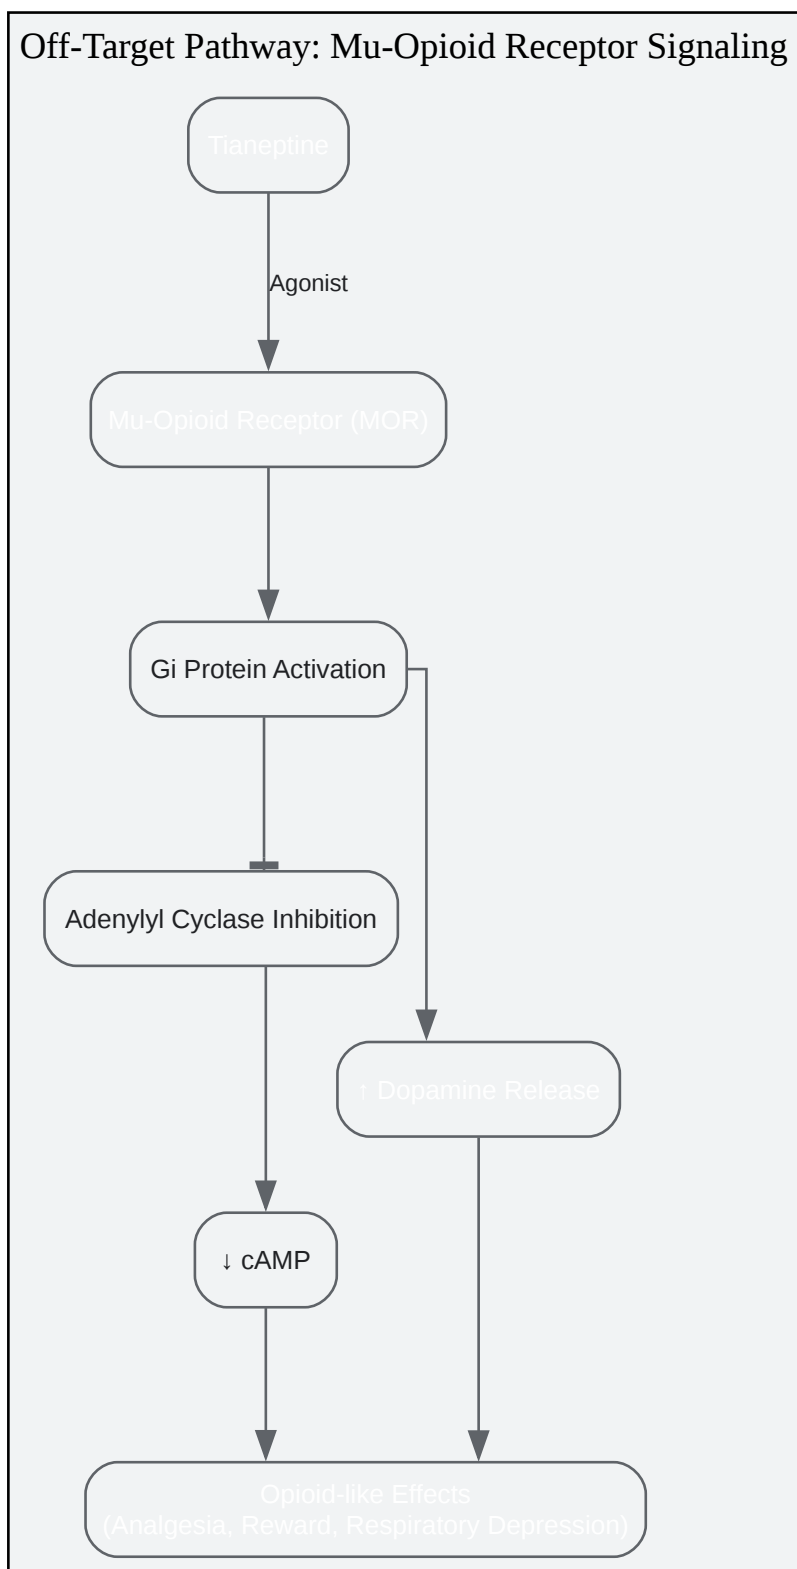 Off-Target Pathway: Mu-Opioid Receptor Signaling
Tianeptine
Agonist
Mu-Opioid Receptor (MOR)
Gi Protein Activation
Adenylyl Cyclase Inhibition
↑ Dopamine Release
↓ cAMP
Opioid-like Effects
(Analgesia, Reward, Respiratory Depression)